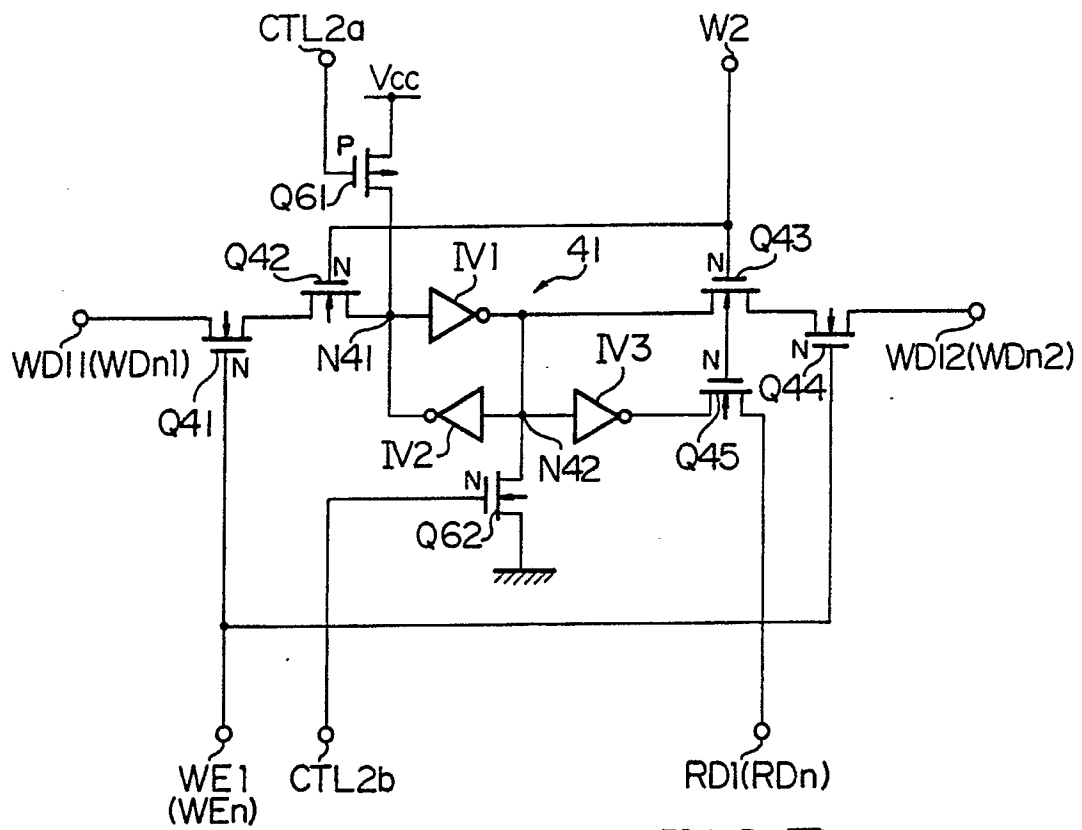 CTL2a
W2
Vcc
P
Q61
Q42
N
IV1
41
N
Q43
WD11(WDn1)
N
Q41
N41
IV3
N
N
Q44
WD12(WDn2)
IV2
N42
Q45
N
Q62
WE1
(WEn)
CTL2b
RD1(RDn)